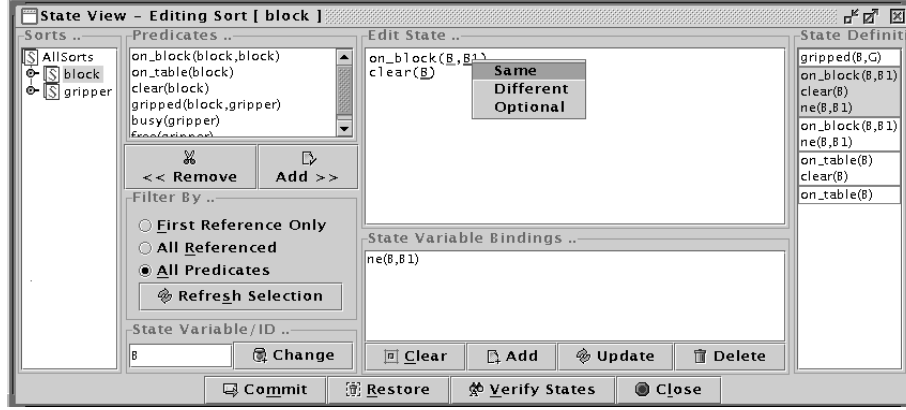 State View - Editing Sort [ block ]
Sorts ..
AllSorts
block
gripper
Predicates ..
on_block(block,block)
on_table(block)
clear(block)
gripped(block,gripper)
busy(gripper)
free(gripper)
<< Remove
Add >>
Filter By ..
First Reference Only
All Referenced
All Predicates
Refresh Selection
State Variable/ID ..
B
Change
Edit State ..
on_block(B,B1)
clear(B)
Same
Different
Optional
State Variable Bindings ..
ne(B,B1)
Clear
Add
Update
Delete
State Definit
gripped(B,G)
on_block(B,B1)
clear(B)
ne(B,B1)
on_block(B,B1)
ne(B,B1)
on_table(B)
clear(B)
on_table(B)
Commit
Restore
Verify States
Close